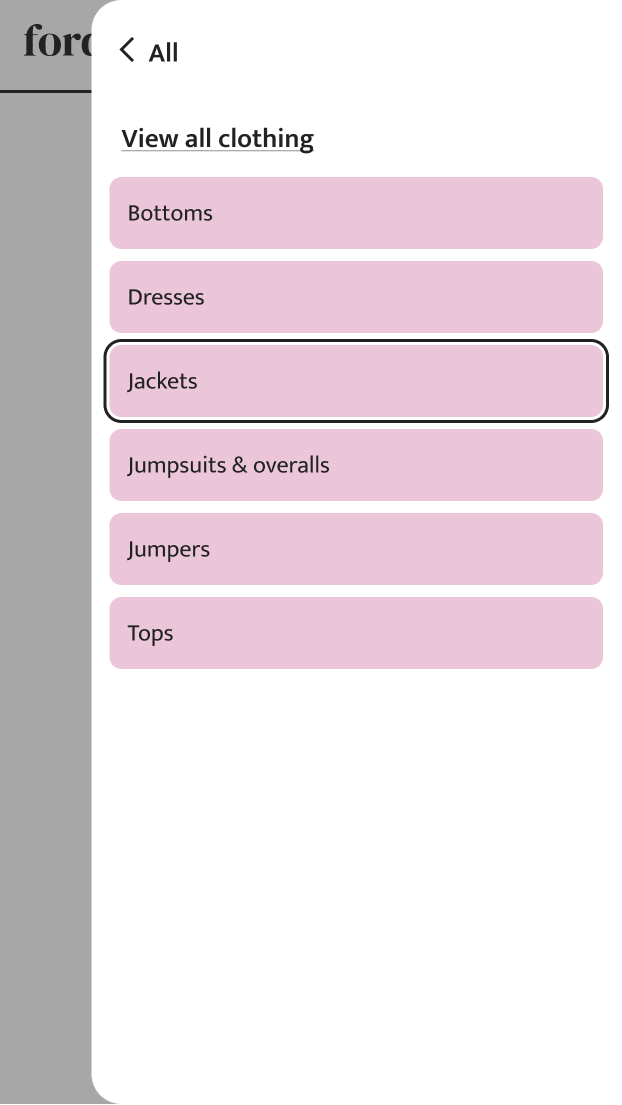 All
View all clothing
Bottoms
Dresses
Jackets
Jumpsuits & overalls
Jumpers
Tops